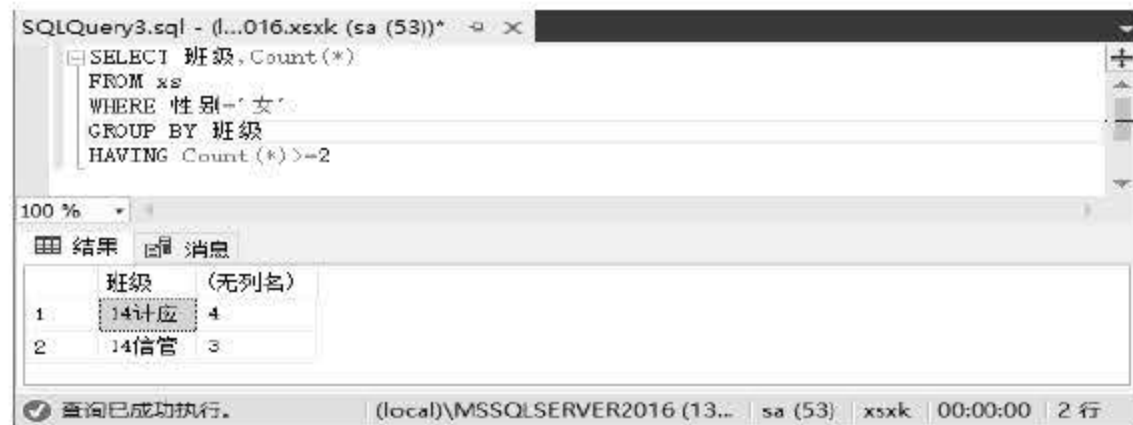 SQLQuery3.sql - (l...016.xsxk (sa (53))*
SELECT 班级,Count(*)
FROM xs
WHERE 性别='女'
GROUP BY 班级
HAVING Count(*)>=2
100 %
结果 消息
班级 (无列名)
1 14计应 4
2 14信管 3
查询已成功执行。 (local)\MSSQLSERVER2016 (13... sa (53) xsxk 00:00:00 2 行